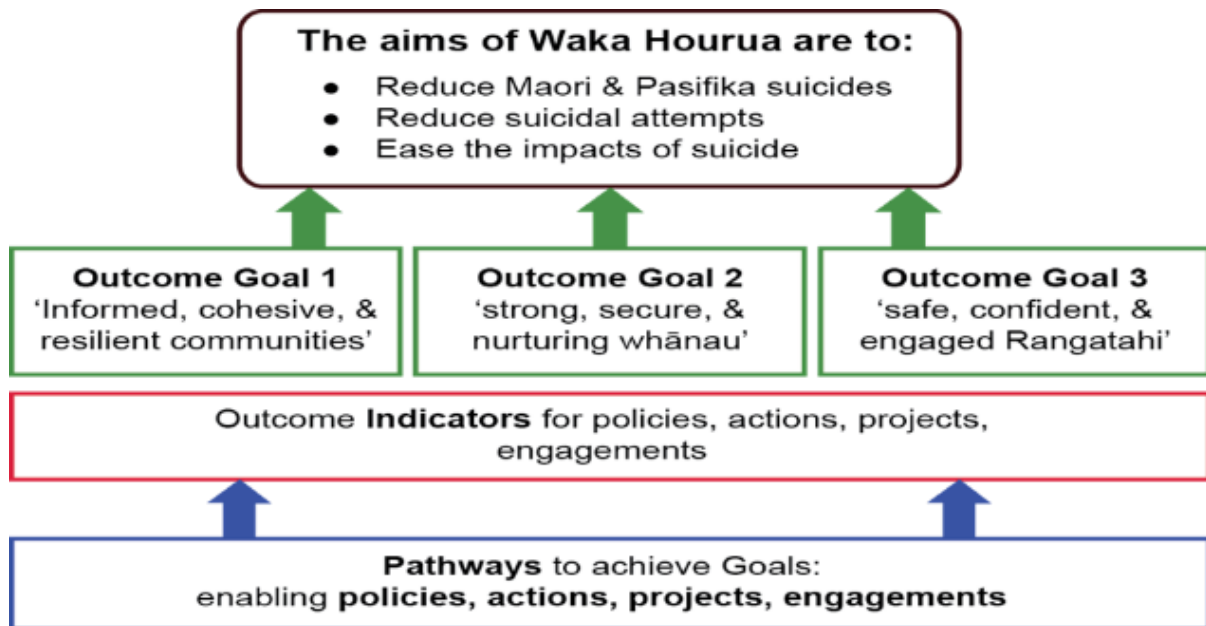 The aims of Waka Hourua are to:
● Reduce Maori & Pasifika suicides
● Reduce suicidal attempts
● Ease the impacts of suicide
Outcome Goal 1
‘Informed, cohesive, &
resilient communities’
Outcome Goal 2
‘strong, secure, &
nurturing whānau’
Outcome Goal 3
‘safe, confident, &
engaged Rangatahi’
Outcome Indicators for policies, actions, projects,
engagements
Pathways to achieve Goals:
enabling policies, actions, projects, engagements